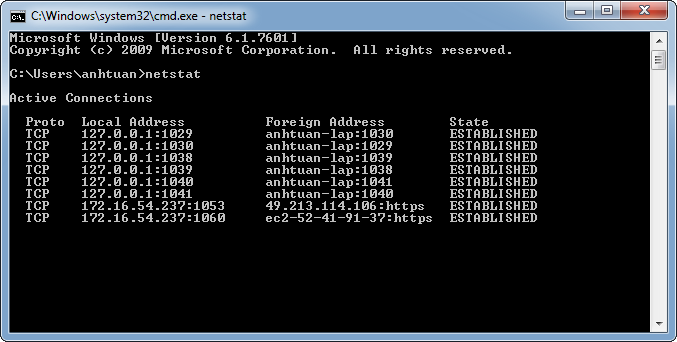 C:\Windows\system32\cmd.exe - netstat
Microsoft Windows [Version 6.1.7601]
Copyright (c) 2009 Microsoft Corporation.  All rights reserved.
C:\Users\anhtuan>netstat
Active Connections
  Proto  Local Address          Foreign Address        State
  TCP    127.0.0.1:1029         anhtuan-lap:1030       ESTABLISHED
  TCP    127.0.0.1:1030         anhtuan-lap:1029       ESTABLISHED
  TCP    127.0.0.1:1038         anhtuan-lap:1039       ESTABLISHED
  TCP    127.0.0.1:1039         anhtuan-lap:1038       ESTABLISHED
  TCP    127.0.0.1:1040         anhtuan-lap:1041       ESTABLISHED
  TCP    127.0.0.1:1041         anhtuan-lap:1040       ESTABLISHED
  TCP    172.16.54.237:1053     49.213.114.106:https   ESTABLISHED
  TCP    172.16.54.237:1060     ec2-52-41-91-37:https  ESTABLISHED